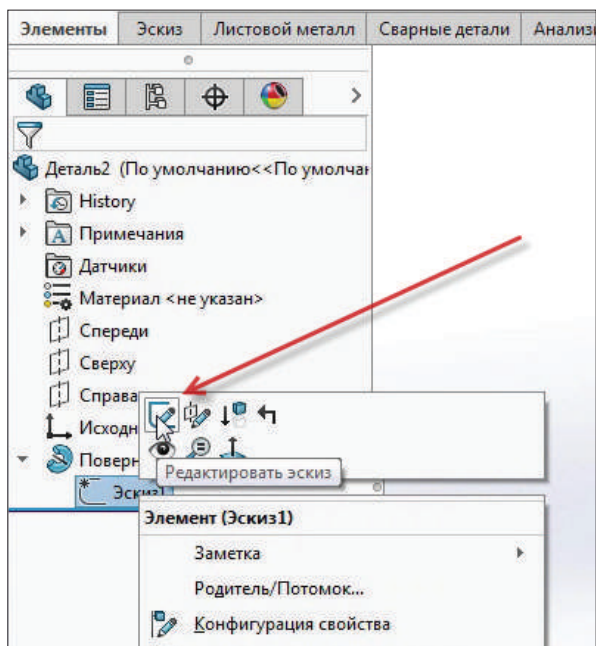 Элементы Эскиз Листовой металл Сварные детали Анализи
Деталь2 (По умолчанию<<По умолчан
History
Примечания
Датчики
Материал <не указан>
Спереди
Сверху
Справа
Исходн
Поверн
Редактировать эскиз
Эскиз1
Элемент (Эскиз1)
Заметка
Родитель/Потомок...
Конфигурация свойства